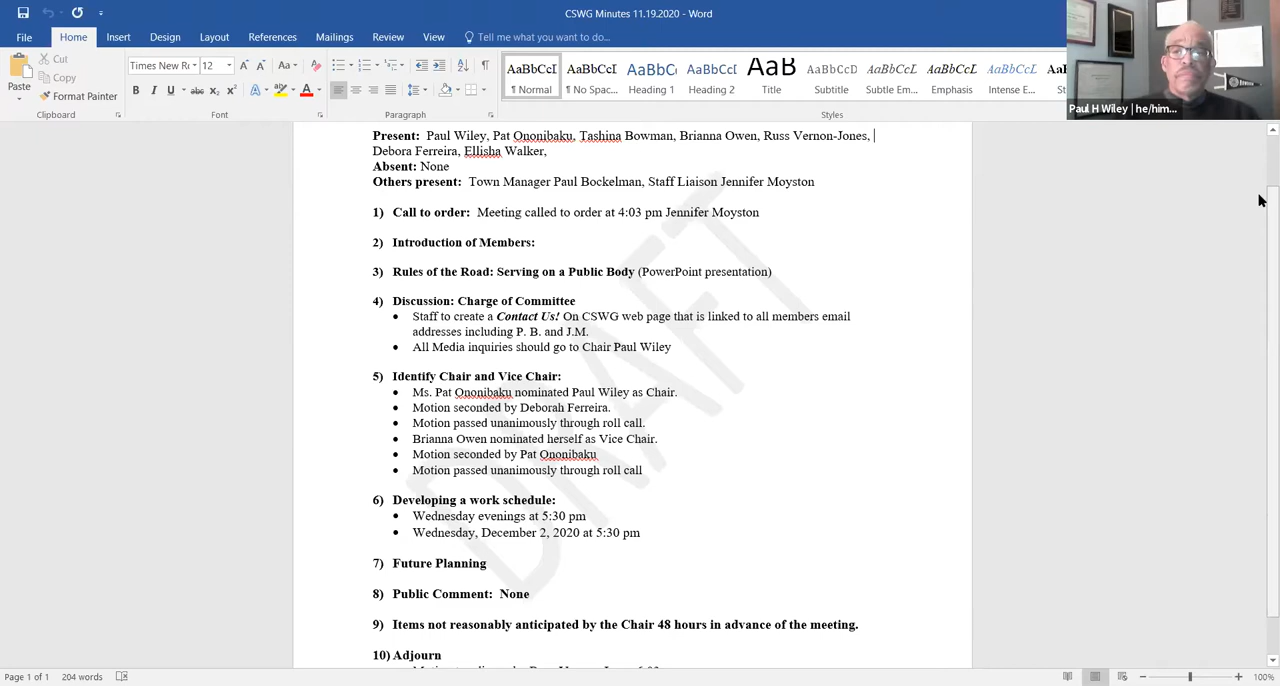 CSWG Minutes 11.19.2020 - Word
File Home Insert Design Layout References Mailings Review View Tell me what you want to do...
Paste Cut Copy Format Painter
Times New Ro 12
AaBbCcI AaBbCcI AaBbC( AaBbCcI AaB AaBbCcD AaBbCcL AaBbCcL AaBbCcL
¶ Normal ¶ No Spac... Heading 1 Heading 2 Title Subtitle Subtle Em... Emphasis Intense E...
Clipboard Font Paragraph Styles
Paul H Wiley | he/him...
Present: Paul Wiley, Pat Ononibaku, Tashina Bowman, Brianna Owen, Russ Vernon-Jones,
Debora Ferreira, Ellisha Walker,
Absent: None
Others present: Town Manager Paul Bockelman, Staff Liaison Jennifer Moyston
1) Call to order: Meeting called to order at 4:03 pm Jennifer Moyston
2) Introduction of Members:
3) Rules of the Road: Serving on a Public Body (PowerPoint presentation)
4) Discussion: Charge of Committee
• Staff to create a Contact Us! On CSWG web page that is linked to all members email
addresses including P. B. and J.M.
• All Media inquiries should go to Chair Paul Wiley
5) Identify Chair and Vice Chair:
• Ms. Pat Ononibaku nominated Paul Wiley as Chair.
• Motion seconded by Deborah Ferreira.
• Motion passed unanimously through roll call.
• Brianna Owen nominated herself as Vice Chair.
• Motion seconded by Pat Ononibaku
• Motion passed unanimously through roll call
6) Developing a work schedule:
• Wednesday evenings at 5:30 pm
• Wednesday, December 2, 2020 at 5:30 pm
7) Future Planning
8) Public Comment: None
9) Items not reasonably anticipated by the Chair 48 hours in advance of the meeting.
10) Adjourn
DRAFT
Page 1 of 1 204 words 100%